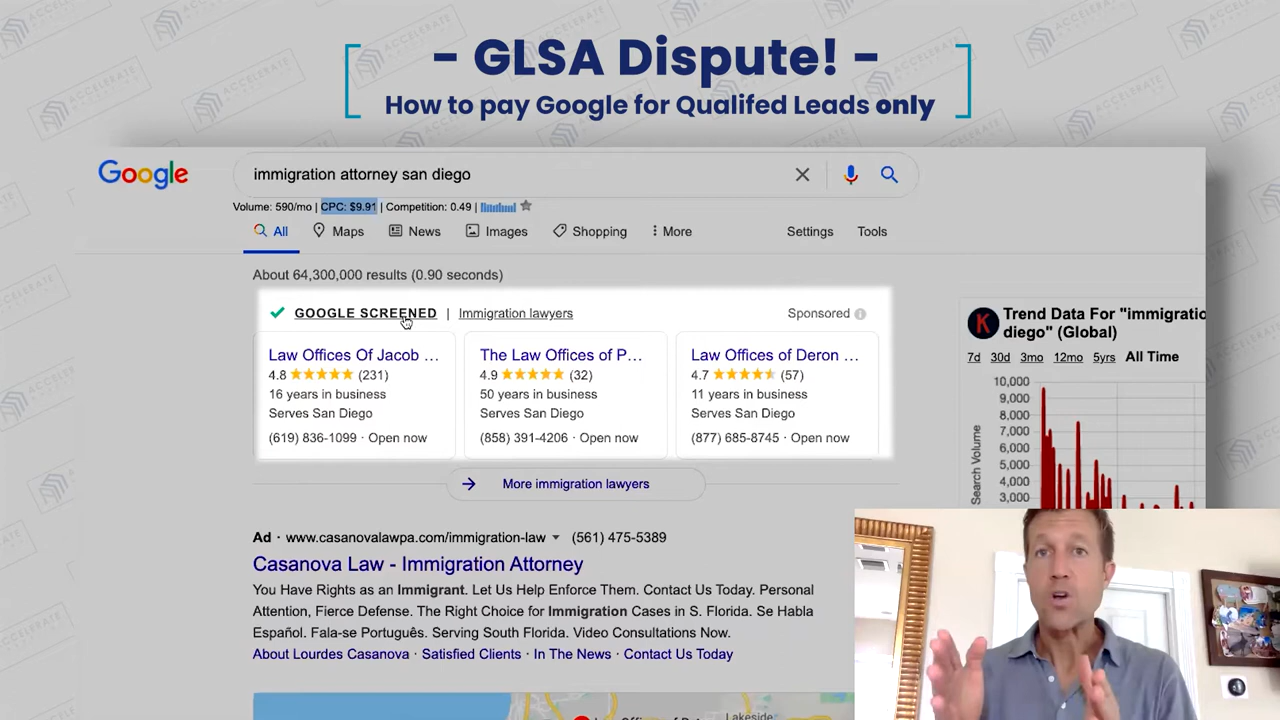 - GLSA Dispute! -
How to pay Google for Qualifed Leads only
Google
immigration attorney san diego
Volume: 590/mo | CPC: $9.91 | Competition: 0.49 |
All
Maps
News
Images
Shopping
More
Settings
Tools
About 64,300,000 results (0.90 seconds)
GOOGLE SCREENED | Immigration lawyers
Sponsored
Law Offices Of Jacob ...
4.8 (231)
16 years in business
Serves San Diego
(619) 836-1099 · Open now
The Law Offices of P...
4.9 (32)
50 years in business
Serves San Diego
(858) 391-4206 · Open now
Law Offices of Deron ...
4.7 (57)
11 years in business
Serves San Diego
(877) 685-8745 · Open now
More immigration lawyers
Ad · www.casanovalawpa.com/immigration-law (561) 475-5389
Casanova Law - Immigration Attorney
You Have Rights as an Immigrant. Let Us Help Enforce Them. Contact Us Today. Personal
Attention, Fierce Defense. The Right Choice for Immigration Cases in S. Florida. Se Habla
Español. Fala-se Português. Serving South Florida. Video Consultations Now.
About Lourdes Casanova · Satisfied Clients · In The News · Contact Us Today
Lakeside
K
Trend Data For "immigratio
diego" (Global)
7d 30d 3mo 12mo 5yrs All Time
10,000
9,000
8,000
7,000
6,000
5,000
4,000
3,000
Search Volume
ACCELERATE